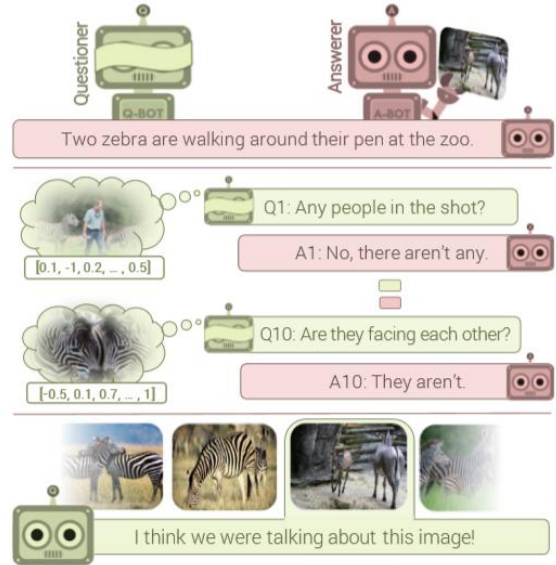 Questioner
Q
Q-BOT
Answerer
A
A-BOT
Two zebra are walking around their pen at the zoo.
Q1: Any people in the shot?
[0.1, -1, 0.2, ... , 0.5]
A1: No, there aren't any.
Q10: Are they facing each other?
[-0.5, 0.1, 0.7, ... , 1]
A10: They aren't.
I think we were talking about this image!